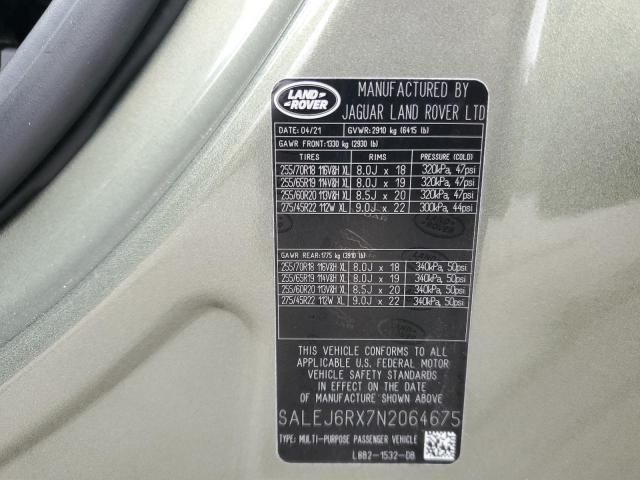 LAND
ROVER
MANUFACTURED BY
JAGUAR LAND ROVER LTD
DATE: 04/21 GVWR: 2910 kg (6415 lb)
GAWR FRONT: 1330 kg (2930 lb)
TIRES RIMS PRESSURE (COLD)
255/70R18 116V&H XL 8.0J x 18 320kPa, 47psi
255/65R19 114V&H XL 8.0J x 19 320kPa, 47psi
255/60R20 113V&H XL 8.5J x 20 320kPa, 47psi
275/45R22 112W XL 9.0J x 22 300kPa, 44psi
GAWR REAR: 1775 kg (3910 lb)
255/70R18 116V&H XL 8.0J x 18 340kPa, 50psi
255/65R19 114V&H XL 8.0J x 19 340kPa, 50psi
255/60R20 113V&H XL 8.5J x 20 340kPa, 50psi
275/45R22 112W XL 9.0J x 22 340kPa, 50psi
THIS VEHICLE CONFORMS TO ALL
APPLICABLE U.S. FEDERAL MOTOR
VEHICLE SAFETY STANDARDS IN
EFFECT ON THE DATE OF
MANUFACTURE SHOWN ABOVE
SALEJ6RX7N2064675
TYPE: MULTI-PURPOSE PASSENGER VEHICLE
L8B2-1532-DB